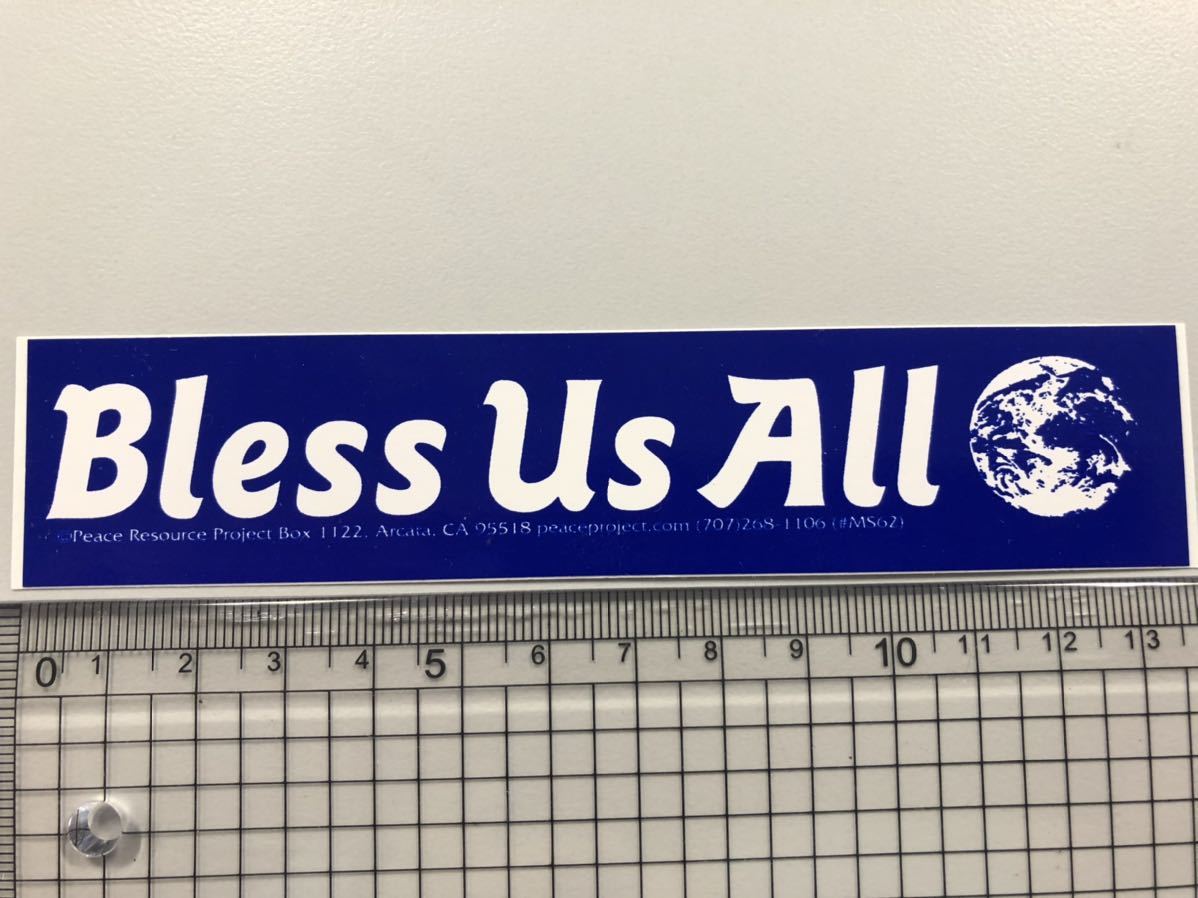 Bless Us All
©Peace Resource Project Box 1122, Arcata, CA 95518 peaceproject.com (707)268-1106 (#MS62)
0 1 2 3 4 5 6 7 8 9 10 11 12 13